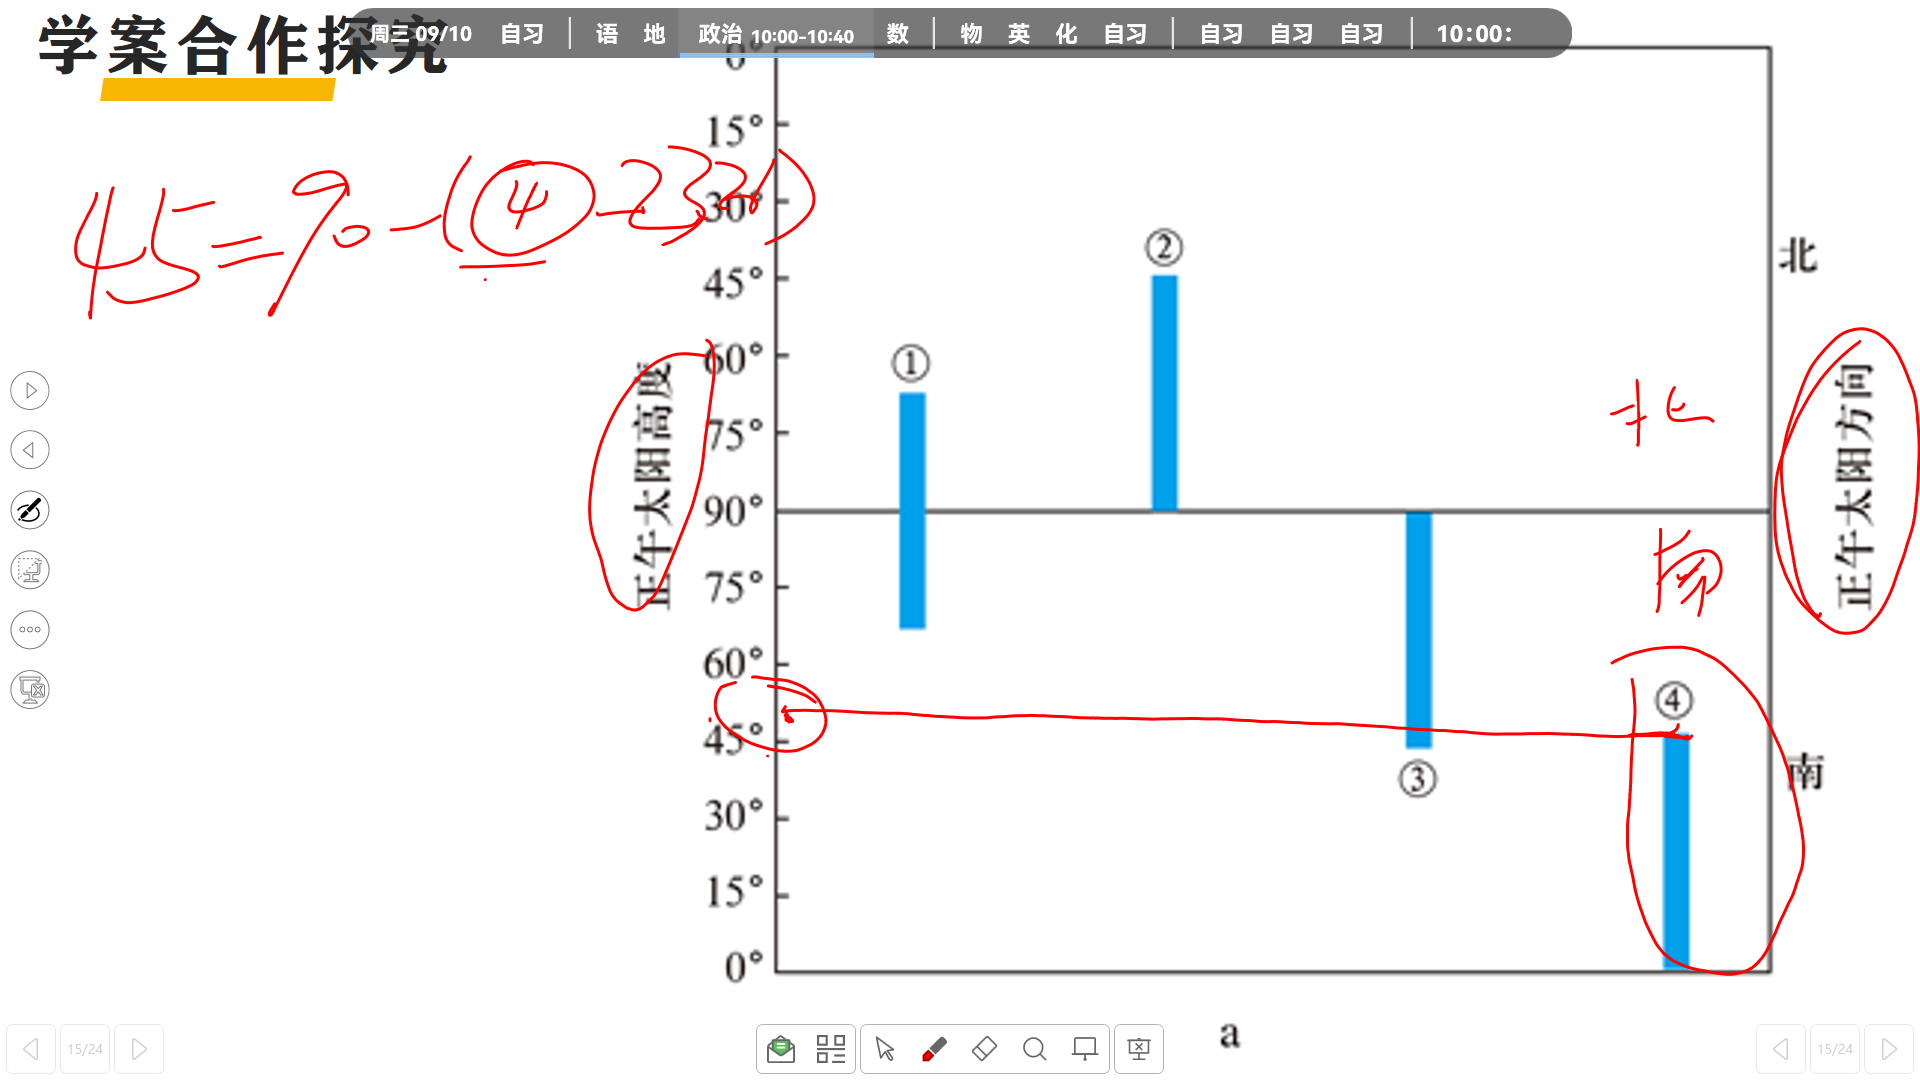 学案合作探究
周三 09/10 自习 语 地 政治 10:00-10:40 数 物 英 化 自习 自习 自习 自习 10:00:
0°
15°
30°
45°
60°
75°
90°
75°
60°
45°
30°
15°
0°
正午太阳高度
①
②
③
④
北
南
正午太阳方向
北
南
45=90-(④-23
a
15/24
15/24